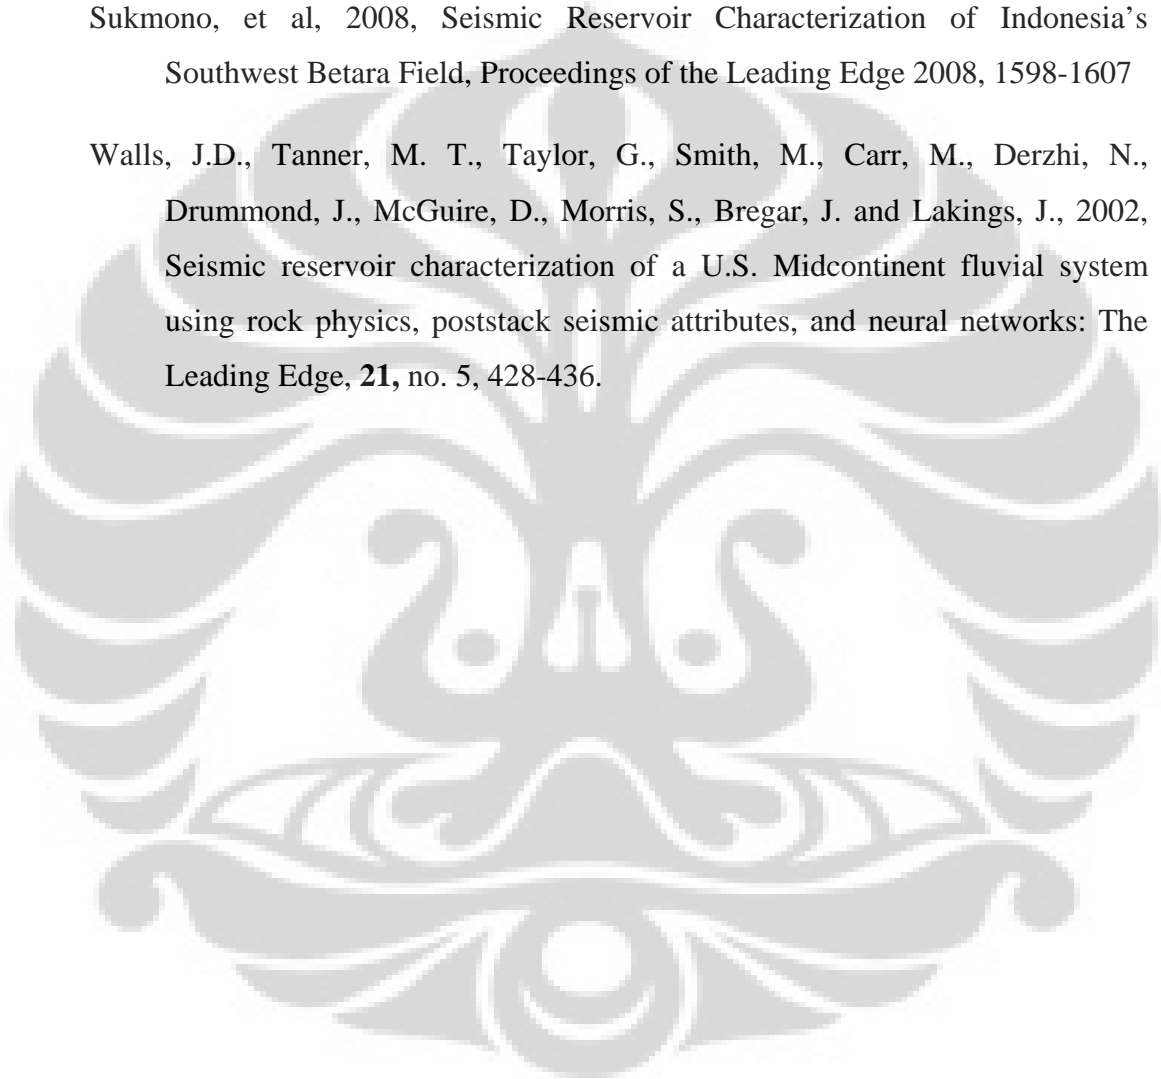 Sukmono, et al, 2008, Seismic Reservoir Characterization of Indonesia’s
Southwest Betara Field, Proceedings of the Leading Edge 2008, 1598-1607
Walls, J.D., Tanner, M. T., Taylor, G., Smith, M., Carr, M., Derzhi, N.,
Drummond, J., McGuire, D., Morris, S., Bregar, J. and Lakings, J., 2002,
Seismic reservoir characterization of a U.S. Midcontinent fluvial system
using rock physics, poststack seismic attributes, and neural networks: The
Leading Edge, 21, no. 5, 428-436.